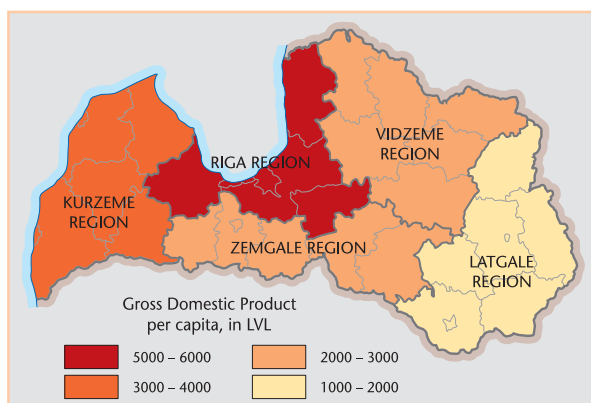 RIGA REGION
VIDZEME
REGION
KURZEME
REGION
ZEMGALE REGION
LATGALE
REGION
Gross Domestic Product
per capita, in LVL
5000 – 6000
2000 – 3000
3000 – 4000
1000 – 2000